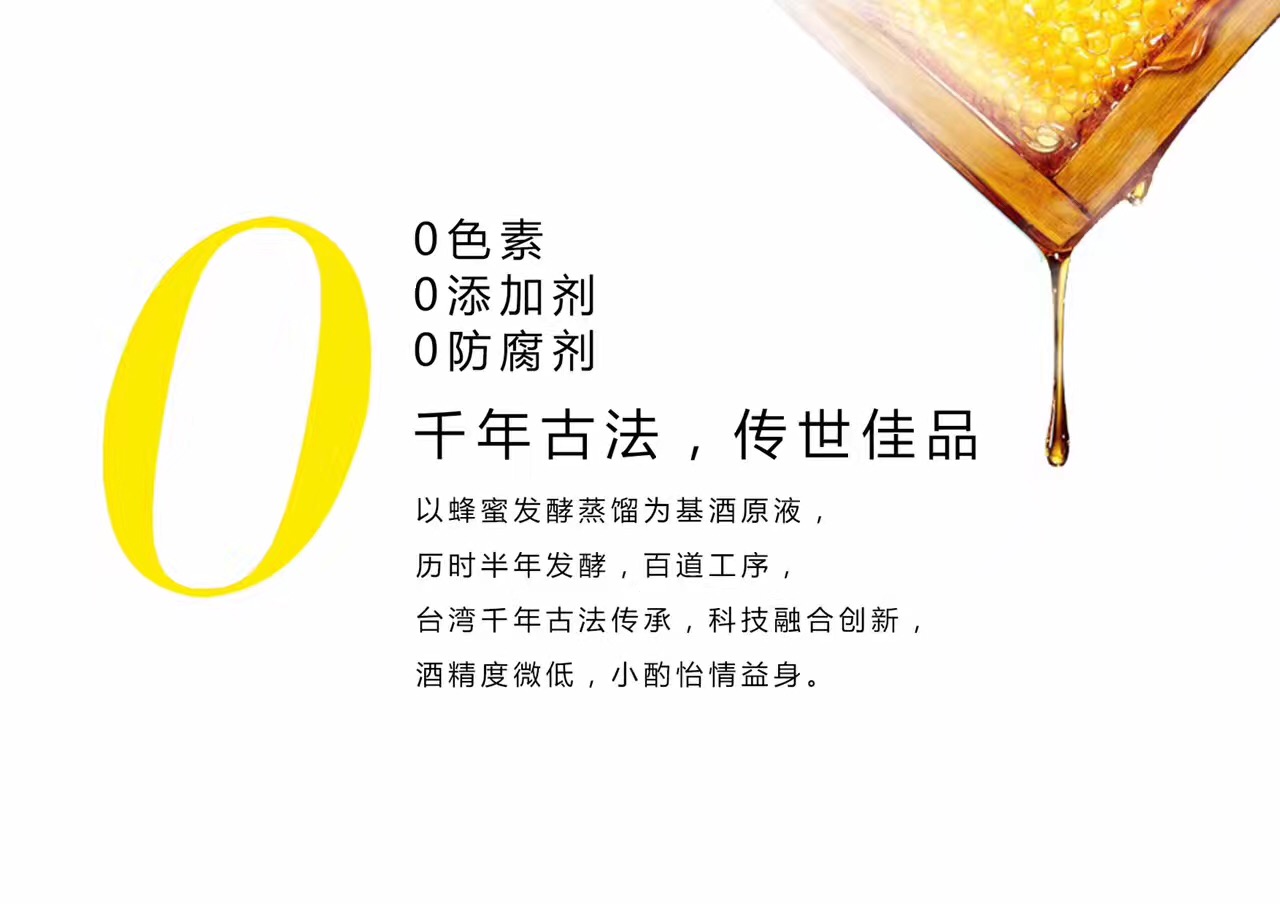 0
0色素
0添加剂
0防腐剂
千年古法，传世佳品
以蜂蜜发酵蒸馏为基酒原液，
历时半年发酵，百道工序，
台湾千年古法传承，科技融合创新，
酒精度微低，小酌怡情益身。